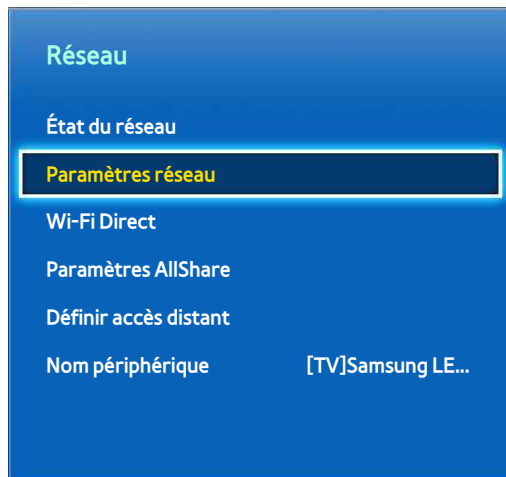 Réseau
État du réseau
Paramètres réseau
Wi-Fi Direct
Paramètres AllShare
Définir accès distant
Nom périphérique [TV]Samsung LE...